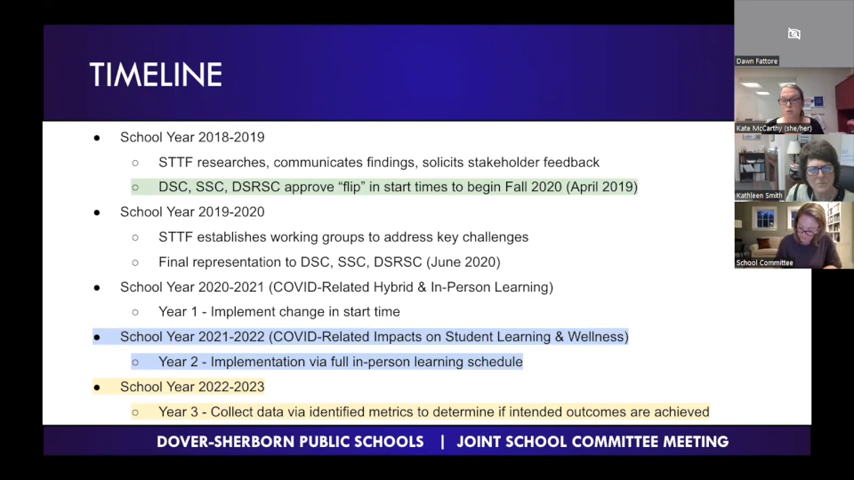 TIMELINE
● School Year 2018-2019
○ STTF researches, communicates findings, solicits stakeholder feedback
○ DSC, SSC, DSRSC approve “flip” in start times to begin Fall 2020 (April 2019)
● School Year 2019-2020
○ STTF establishes working groups to address key challenges
○ Final representation to DSC, SSC, DSRSC (June 2020)
● School Year 2020-2021 (COVID-Related Hybrid & In-Person Learning)
○ Year 1 - Implement change in start time
● School Year 2021-2022 (COVID-Related Impacts on Student Learning & Wellness)
○ Year 2 - Implementation via full in-person learning schedule
● School Year 2022-2023
○ Year 3 - Collect data via identified metrics to determine if intended outcomes are achieved
DOVER-SHERBORN PUBLIC SCHOOLS | JOINT SCHOOL COMMITTEE MEETING
Dawn Fattore
Kate McCarthy (she/her)
Kathleen Smith
School Committee